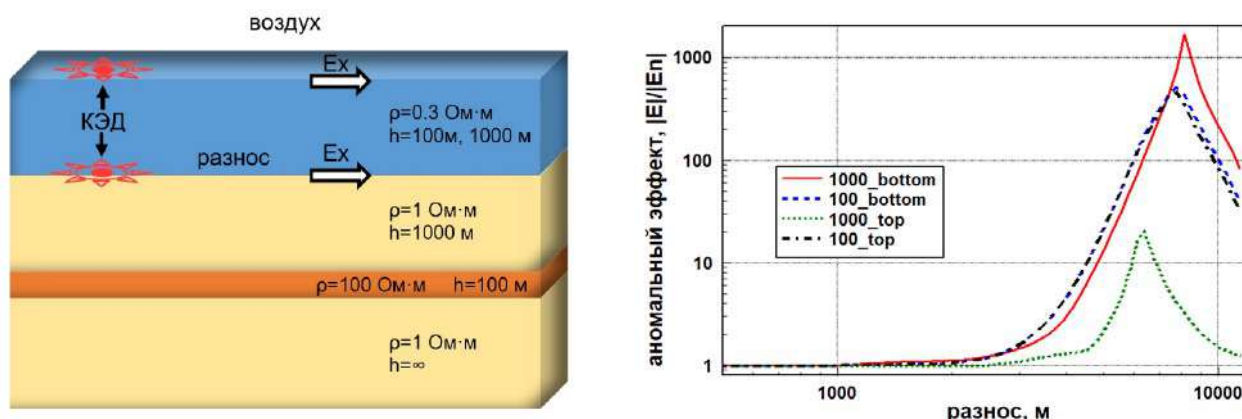 воздух
Ex
КЭД
ρ=0.3 Ом·м
h=100м, 1000 м
разнос
Ex
ρ=1 Ом·м
h=1000 м
ρ=100 Ом·м h=100 м
ρ=1 Ом·м
h=∞
аномальный эффект, |E|/|En|
1000
100
10
1
1000_bottom
100_bottom
1000_top
100_top
1000
10000
разнос, м